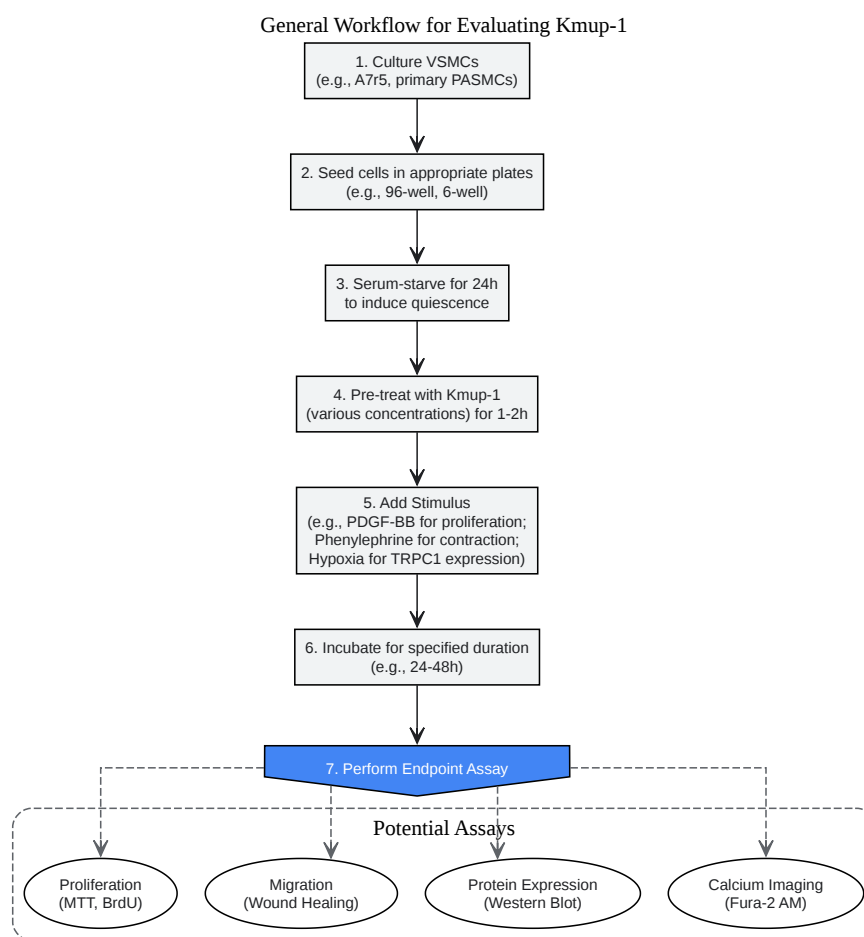 General Workflow for Evaluating Kmup-1
1. Culture VSMCs
(e.g., A7r5, primary PASMCs)
2. Seed cells in appropriate plates
(e.g., 96-well, 6-well)
3. Serum-starve for 24h
to induce quiescence
4. Pre-treat with Kmup-1
(various concentrations) for 1-2h
5. Add Stimulus
(e.g., PDGF-BB for proliferation;
Phenylephrine for contraction;
Hypoxia for TRPC1 expression)
6. Incubate for specified duration
(e.g., 24-48h)
7. Perform Endpoint Assay
Potential Assays
Proliferation
(MTT, BrdU)
Migration
(Wound Healing)
Protein Expression
(Western Blot)
Calcium Imaging
(Fura-2 AM)